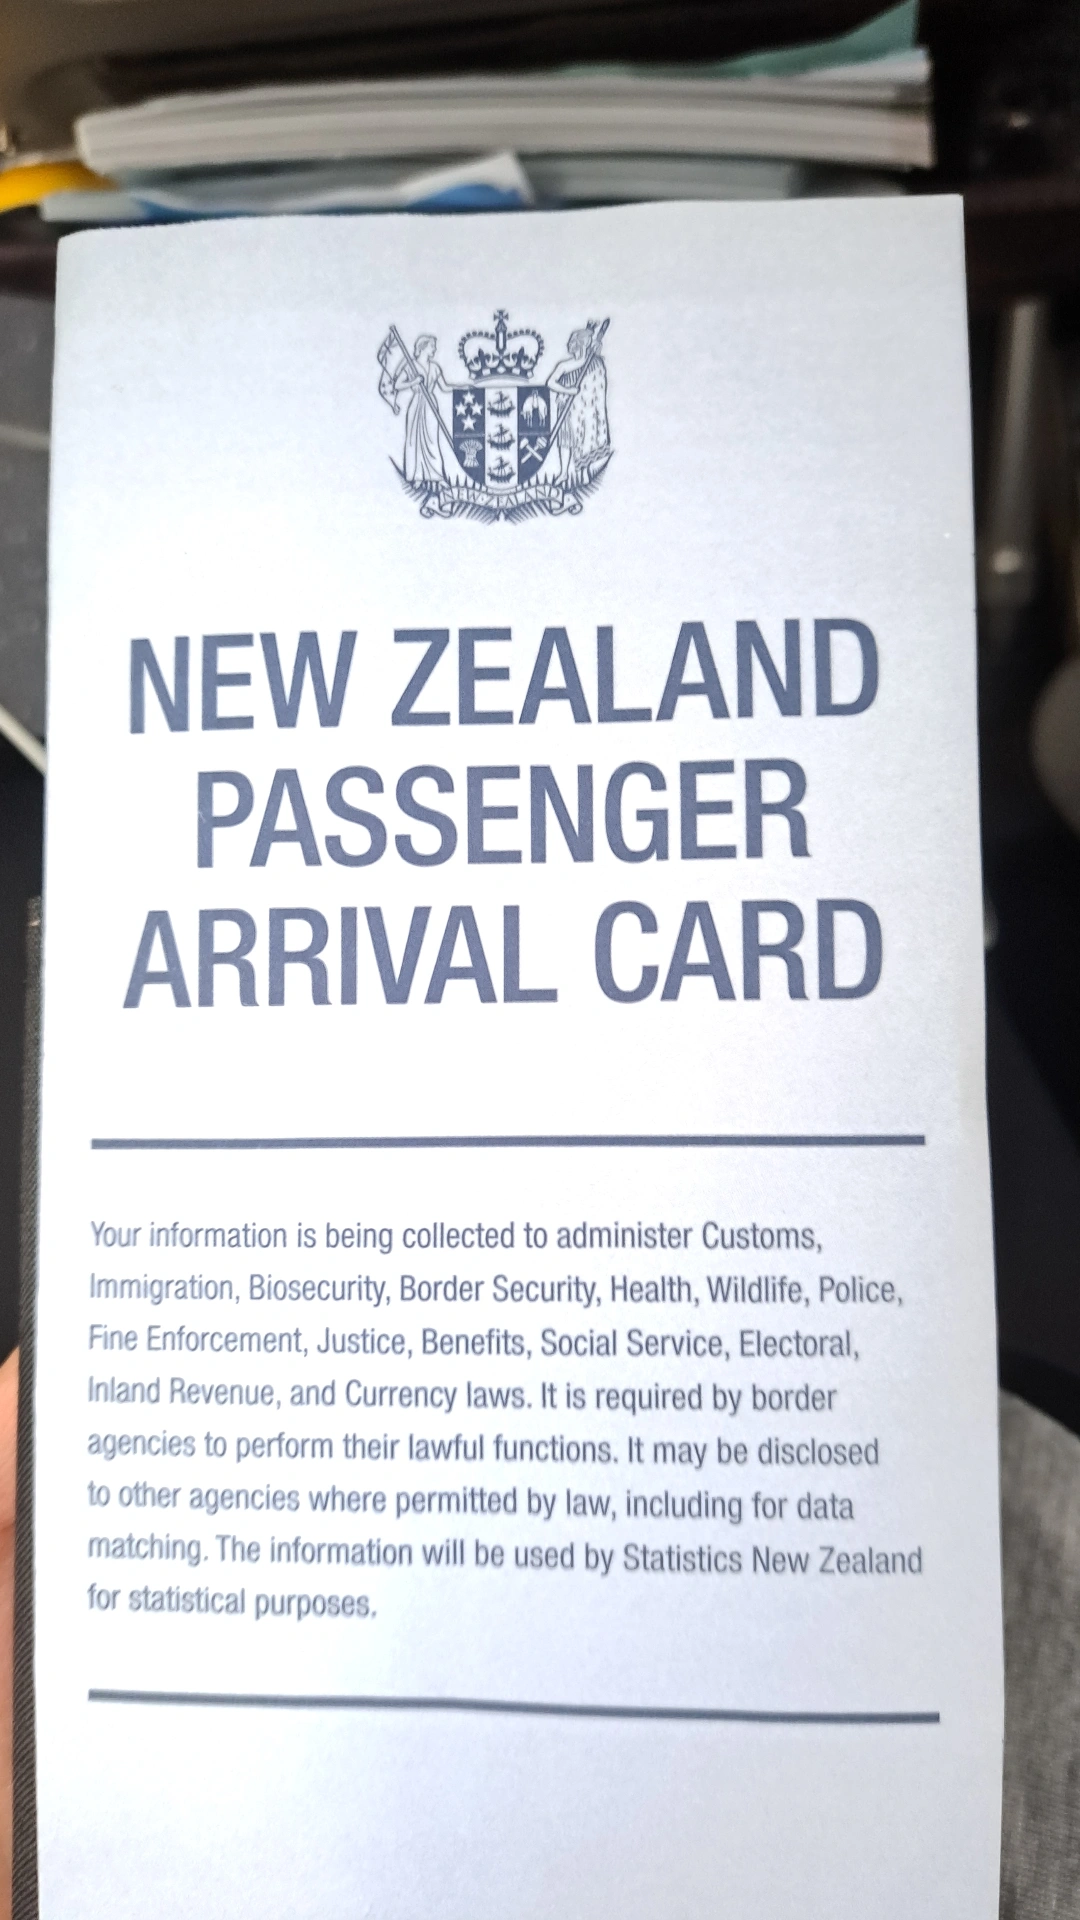 NEW ZEALAND
NEW ZEALAND
PASSENGER
ARRIVAL CARD
Your information is being collected to administer Customs,
Immigration, Biosecurity, Border Security, Health, Wildlife, Police,
Fine Enforcement, Justice, Benefits, Social Service, Electoral,
Inland Revenue, and Currency laws. It is required by border
agencies to perform their lawful functions. It may be disclosed
to other agencies where permitted by law, including for data
matching. The information will be used by Statistics New Zealand
for statistical purposes.